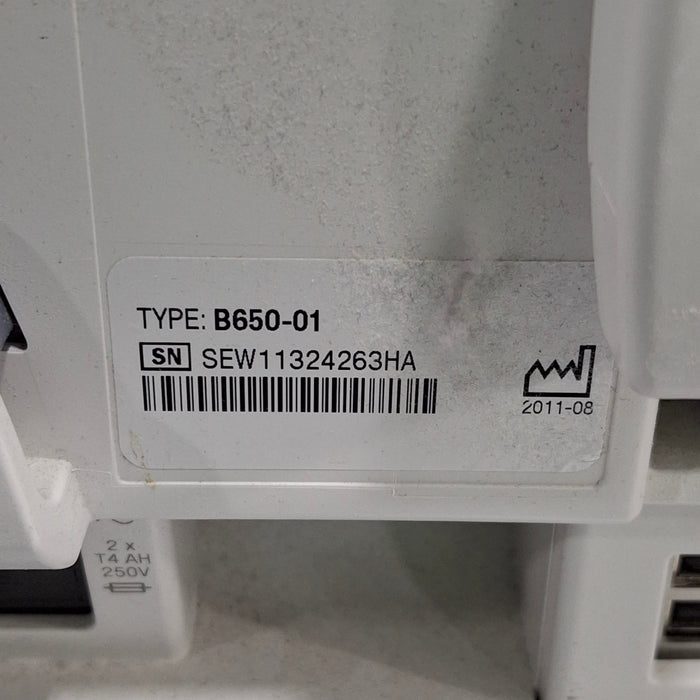 TYPE: B650-01
SN SEW11324263HA
2011-08
2 x
T4 AH
250V